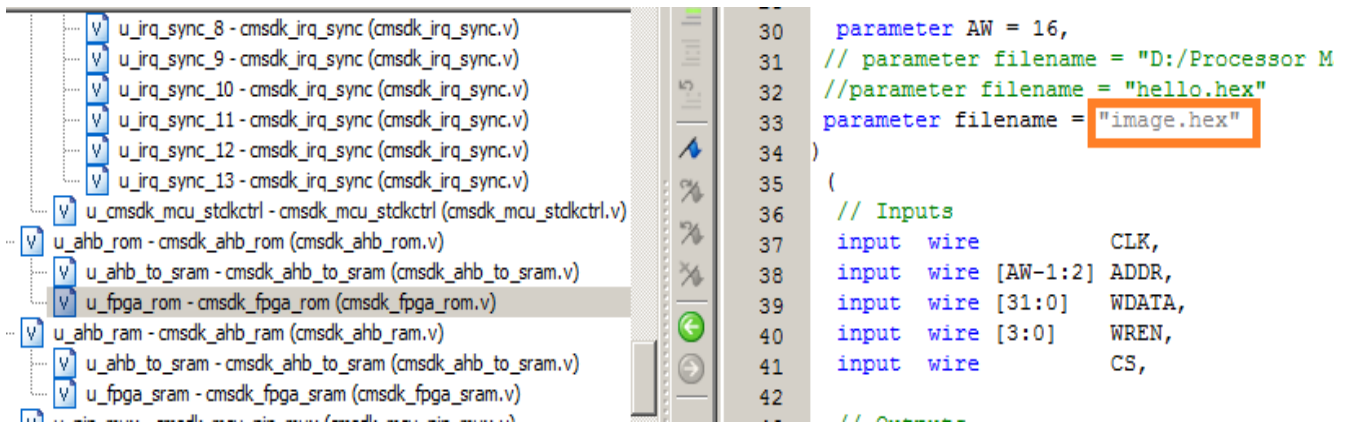 u_irq_sync_8 - cmsdk_irq_sync (cmsdk_irq_sync.v)
u_irq_sync_9 - cmsdk_irq_sync (cmsdk_irq_sync.v)
u_irq_sync_10 - cmsdk_irq_sync (cmsdk_irq_sync.v)
u_irq_sync_11 - cmsdk_irq_sync (cmsdk_irq_sync.v)
u_irq_sync_12 - cmsdk_irq_sync (cmsdk_irq_sync.v)
u_irq_sync_13 - cmsdk_irq_sync (cmsdk_irq_sync.v)
u_cmsdk_mcu_stclkctrl - cmsdk_mcu_stclkctrl (cmsdk_mcu_stclkctrl.v)
u_ahb_rom - cmsdk_ahb_rom (cmsdk_ahb_rom.v)
u_ahb_to_sram - cmsdk_ahb_to_sram (cmsdk_ahb_to_sram.v)
u_fpga_rom - cmsdk_fpga_rom (cmsdk_fpga_rom.v)
u_ahb_ram - cmsdk_ahb_ram (cmsdk_ahb_ram.v)
u_ahb_to_sram - cmsdk_ahb_to_sram (cmsdk_ahb_to_sram.v)
u_fpga_sram - cmsdk_fpga_sram (cmsdk_fpga_sram.v)
30 parameter AW = 16,
31 // parameter filename = "D:/Processor M
32 //parameter filename = "hello.hex"
33 parameter filename = "image.hex"
34 )
35 (
36 // Inputs
37 input wire CLK,
38 input wire [AW-1:2] ADDR,
39 input wire [31:0] WDATA,
40 input wire [3:0] WREN,
41 input wire CS,
42
// Outputs